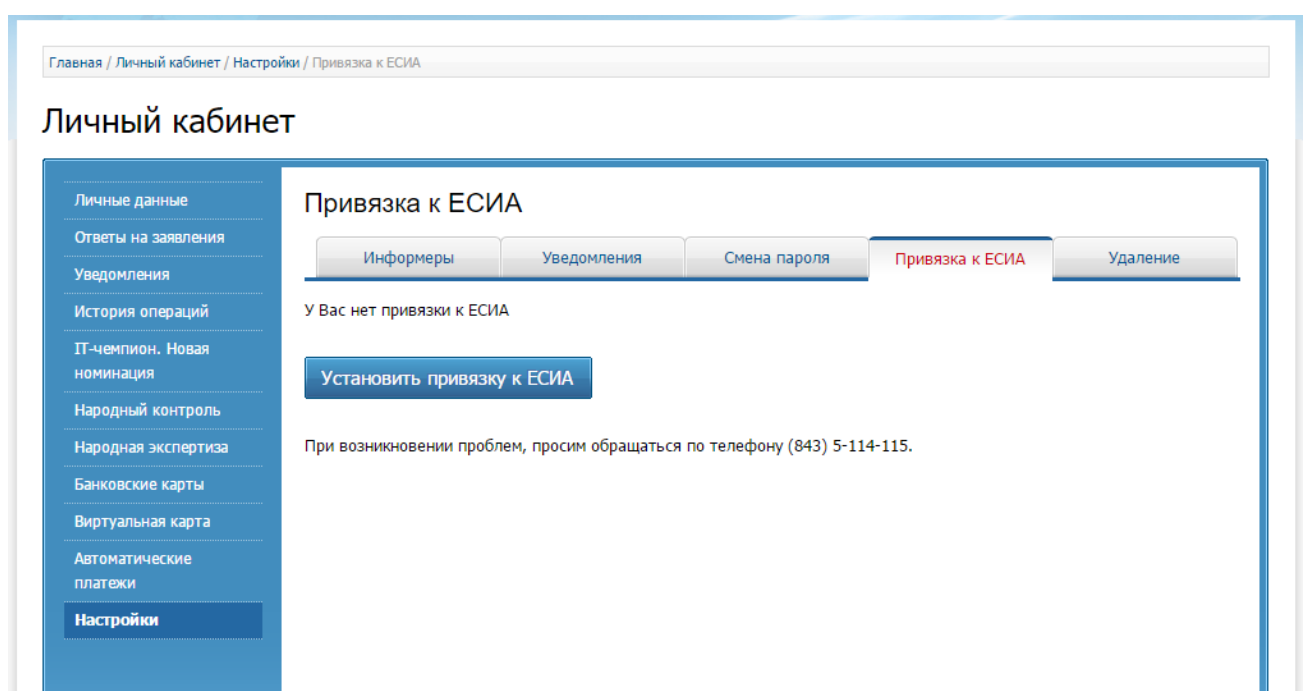 Главная / Личный кабинет / Настройки / Привязка к ЕСИА
Личный кабинет
Личные данные
Ответы на заявления
Уведомления
История операций
IT-чемпион. Новая
номинация
Народный контроль
Народная экспертиза
Банковские карты
Виртуальная карта
Автоматические
платежи
Настройки
Привязка к ЕСИА
Информеры Уведомления Смена пароля Привязка к ЕСИА Удаление
У Вас нет привязки к ЕСИА
Установить привязку к ЕСИА
При возникновении проблем, просим обращаться по телефону (843) 5-114-115.